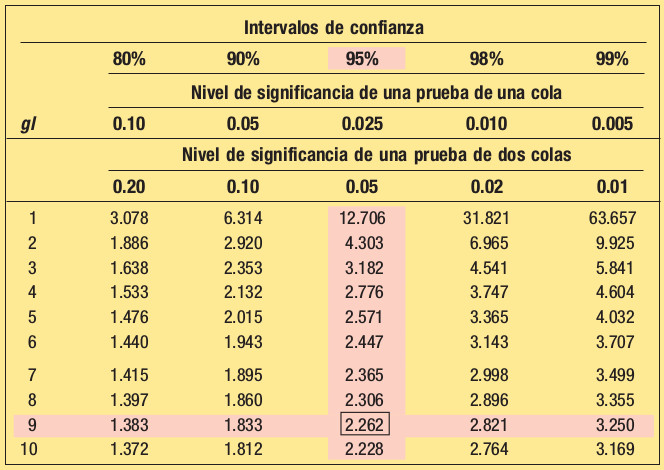 Intervalos de confianza
80% 90% 95% 98% 99%
Nivel de significancia de una prueba de una cola
gl 0.10 0.05 0.025 0.010 0.005
Nivel de significancia de una prueba de dos colas
0.20 0.10 0.05 0.02 0.01
1 3.078 6.314 12.706 31.821 63.657
2 1.886 2.920 4.303 6.965 9.925
3 1.638 2.353 3.182 4.541 5.841
4 1.533 2.132 2.776 3.747 4.604
5 1.476 2.015 2.571 3.365 4.032
6 1.440 1.943 2.447 3.143 3.707
7 1.415 1.895 2.365 2.998 3.499
8 1.397 1.860 2.306 2.896 3.355
9 1.383 1.833 2.262 2.821 3.250
10 1.372 1.812 2.228 2.764 3.169